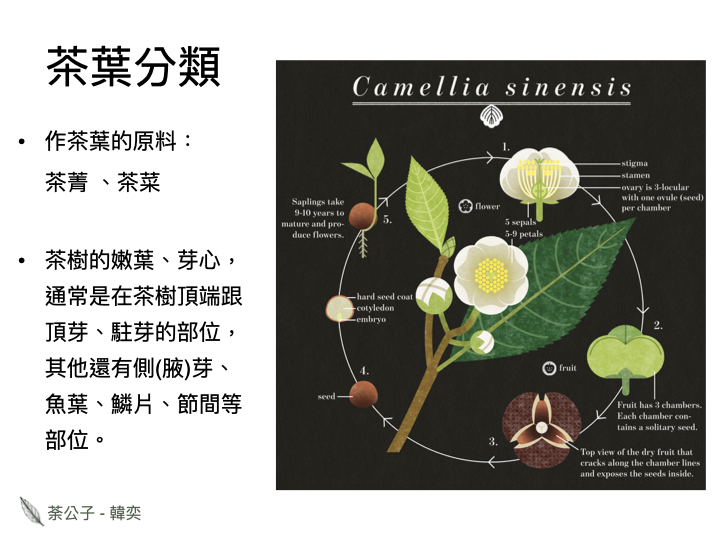 茶葉分類
• 作茶葉的原料：
茶菁 、茶菜
• 茶樹的嫩葉、芽心，
通常是在茶樹頂端跟
頂芽、駐芽的部位，
其他還有側(腋)芽、
魚葉、鱗片、節間等
部位。
Camellia sinensis
1.
stigma
stamen
ovary is 3-locular
with one ovule (seed)
per chamber
flower
5 sepals
5-9 petals
2.
fruit
Fruit has 3 chambers.
Each chamber con-
tains a solitary seed.
3.
Top view of the dry fruit that
cracks along the chamber lines
and exposes the seeds inside.
4.
seed
hard seed coat
cotyledon
embryo
5.
Saplings take
9-10 years to
mature and pro-
duce flowers.
茶公子 - 韓奕